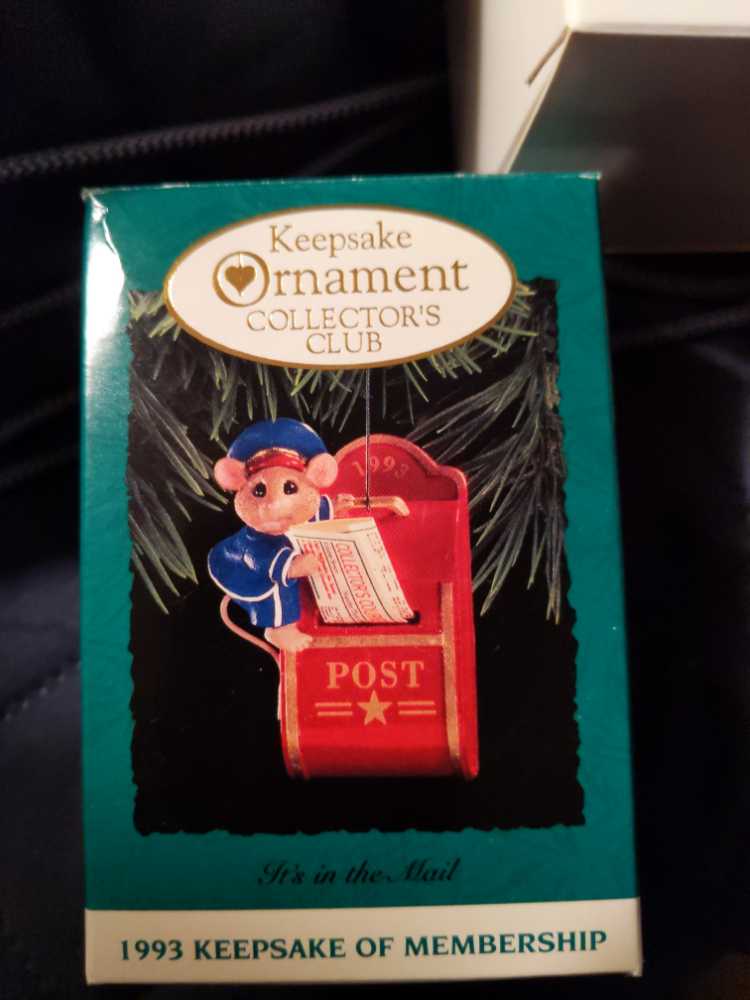 Keepsake
Ornament
COLLECTOR'S
CLUB
1993
POST
It's in the Mail
1993 KEEPSAKE OF MEMBERSHIP